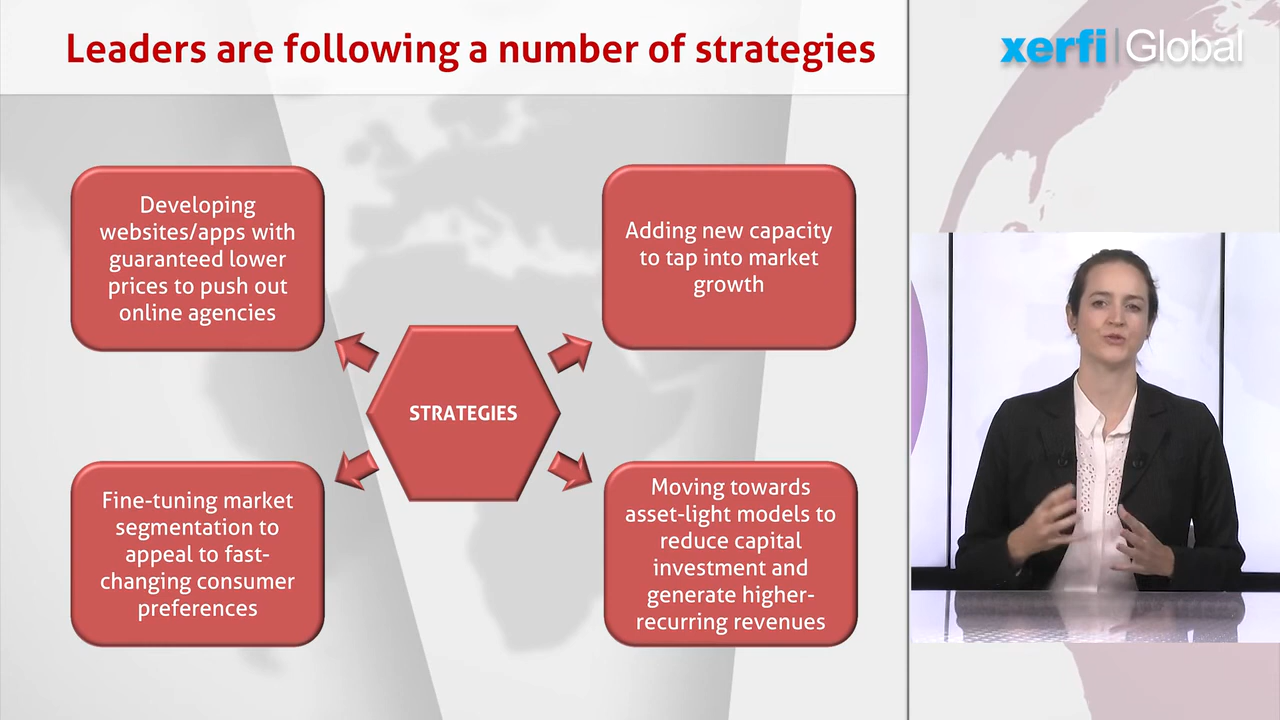 Leaders are following a number of strategies
xerfi Global
Developing
websites/apps with
guaranteed lower
prices to push out
online agencies
Adding new capacity
to tap into market
growth
STRATEGIES
Fine-tuning market
segmentation to
appeal to fast-
changing consumer
preferences
Moving towards
asset-light models to
reduce capital
investment and
generate higher-
recurring revenues